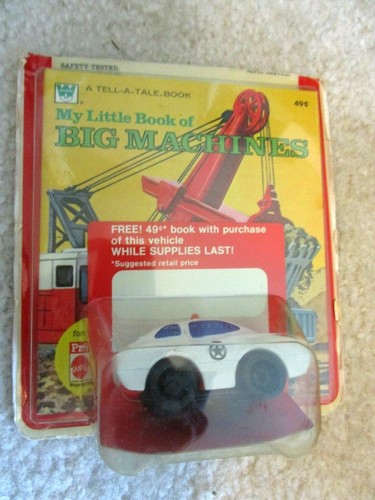 SAFETY-TESTED
A TELL-A-TALE BOOK
49¢
My Little Book of
BIG MACHINES
FREE! 49¢* book with purchase
of this vehicle
WHILE SUPPLIES LAST!
*Suggested retail price
for